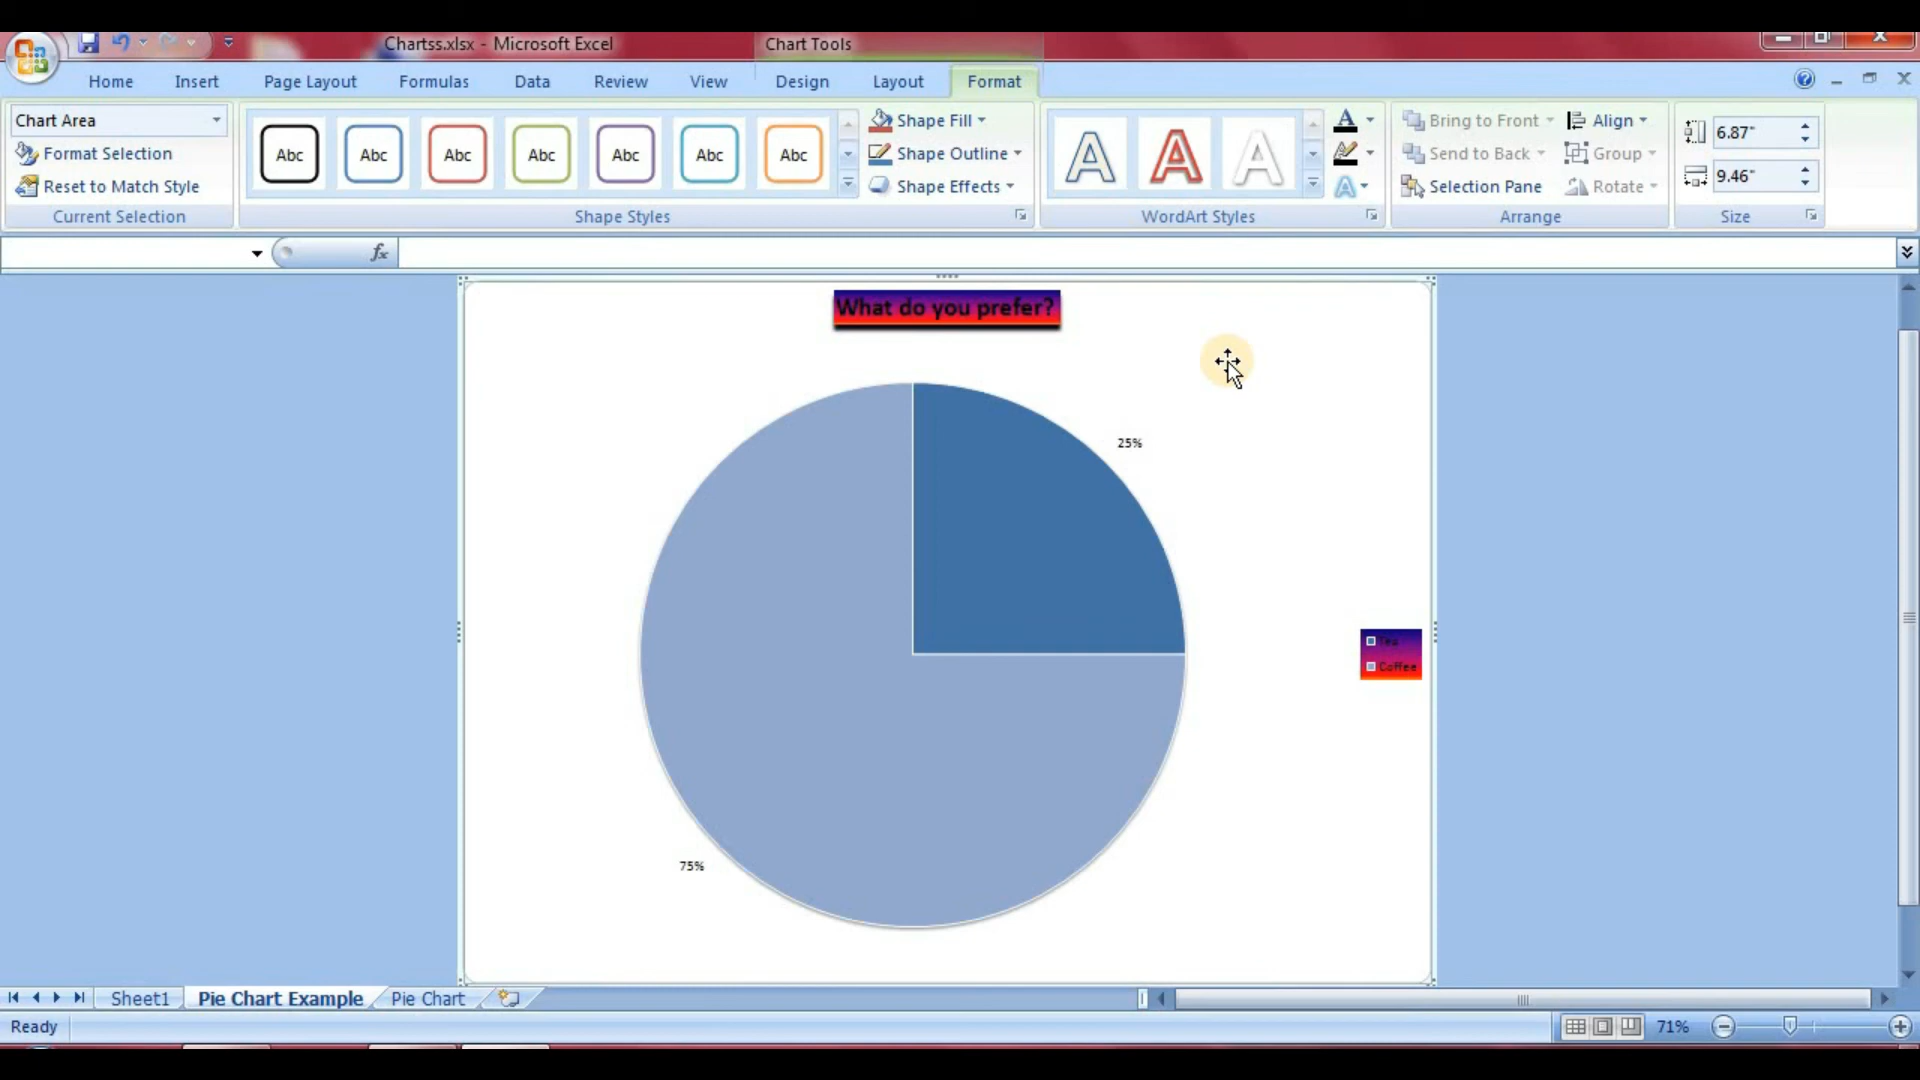 Chartss.xlsx - Microsoft Excel
Chart Tools
Home Insert Page Layout Formulas Data Review View Design Layout Format
Chart Area
Format Selection
Reset to Match Style
Current Selection
Abc Abc Abc Abc Abc Abc Abc
Shape Fill
Shape Outline
Shape Effects
Shape Styles
A A A
A
A
WordArt Styles
Bring to Front
Send to Back
Selection Pane
Align
Group
Rotate
Arrange
6.87"
9.46"
Size
fx
What do you prefer?
25%
Tea
Coffee
75%
Sheet1 Pie Chart Example Pie Chart
Ready
71%